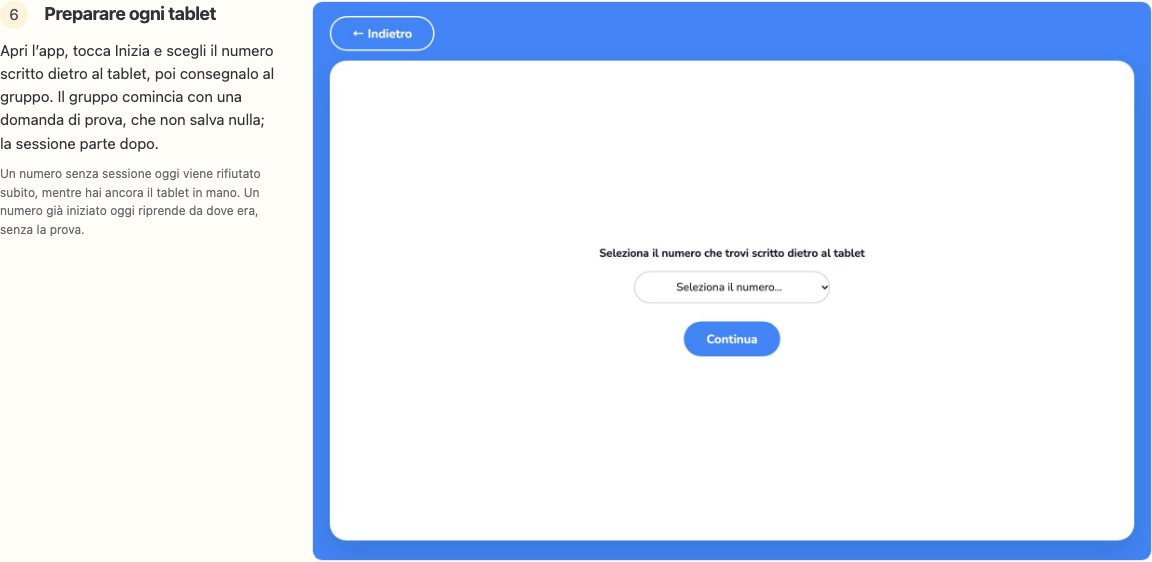 6 Preparare ogni tablet
Apri l’app, tocca Inizia e scegli il numero
scritto dietro al tablet, poi consegnalo al
gruppo. Il gruppo comincia con una
domanda di prova, che non salva nulla;
la sessione parte dopo.
Un numero senza sessione oggi viene rifiutato
subito, mentre hai ancora il tablet in mano. Un
numero già iniziato oggi riprende da dove era,
senza la prova.
← Indietro
Seleziona il numero che trovi scritto dietro al tablet
Seleziona il numero...
Continua